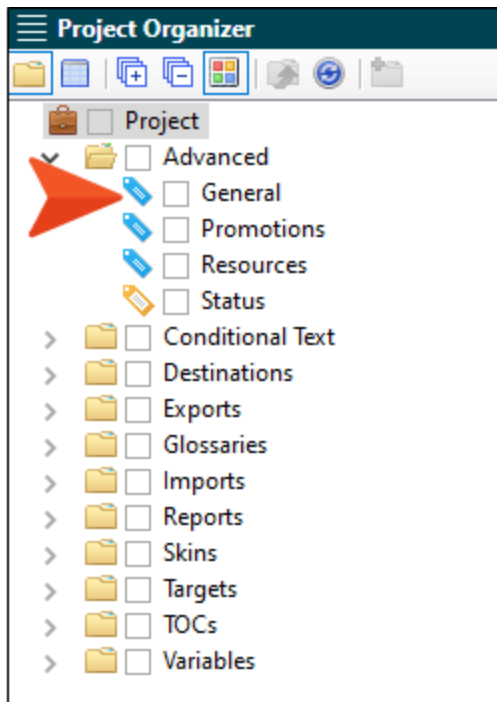 Project Organizer
Project
Advanced
General
Promotions
Resources
Status
Conditional Text
Destinations
Exports
Glossaries
Imports
Reports
Skins
Targets
TOCs
Variables